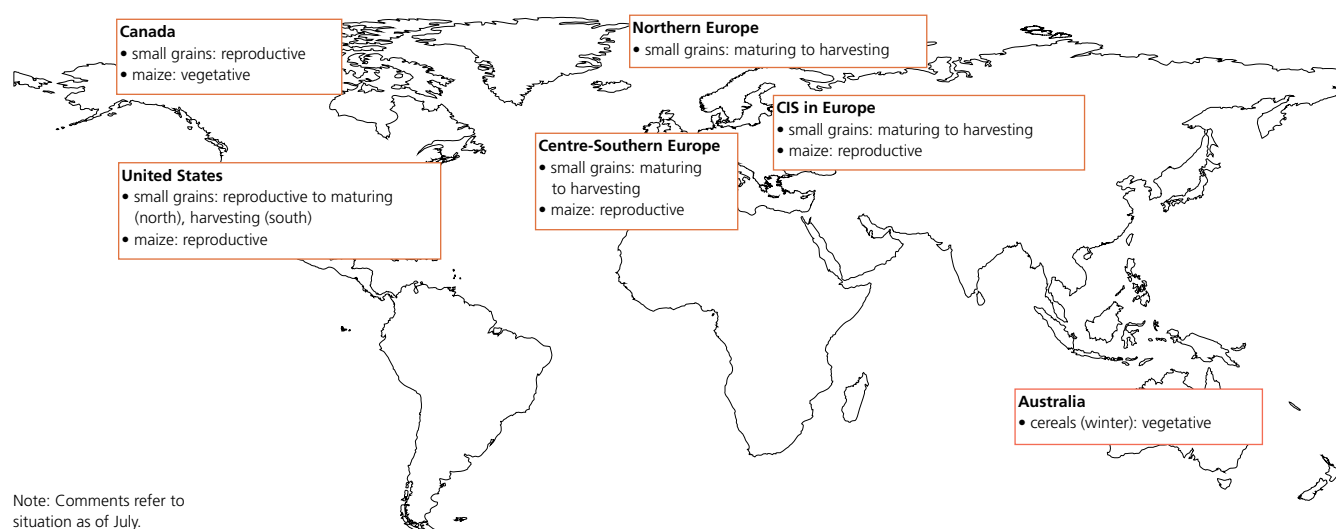 Canada
• small grains: reproductive
• maize: vegetative
Northern Europe
• small grains: maturing to harvesting
CIS in Europe
• small grains: maturing to harvesting
• maize: reproductive
Centre-Southern Europe
• small grains: maturing
to harvesting
• maize: reproductive
United States
• small grains: reproductive to maturing
(north), harvesting (south)
• maize: reproductive
Australia
• cereals (winter): vegetative
Note: Comments refer to
situation as of July.